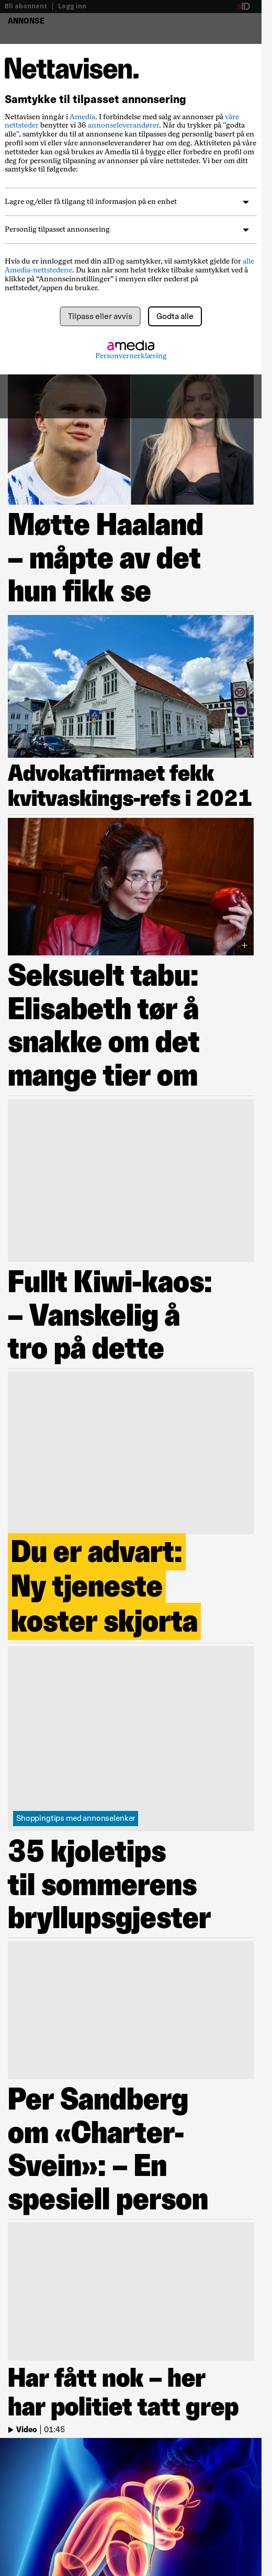 Bli abonnent | Logg inn
aID
ANNONSE
Nettavisen.
Samtykke til tilpasset annonsering
Nettavisen inngår i Amedia. I forbindelse med salg av annonser på våre
nettsteder benytter vi 36 annonseleverandører. Når du trykker på "godta
alle", samtykker du til at annonsene kan tilpasses deg personlig basert på en
profil som vi eller våre annonseleverandører har om deg. Aktiviteten på våre
nettsteder kan også brukes av Amedia til å bygge eller forbedre en profil om
deg for personlig tilpasning av annonser på våre nettsteder. Vi ber om ditt
samtykke til følgende:
Lagre og/eller få tilgang til informasjon på en enhet
Personlig tilpasset annonsering
Hvis du er innlogget med din aID og samtykker, vil samtykket gjelde for alle
Amedia-nettstedene. Du kan når som helst trekke tilbake samtykket ved å
klikke på “Annonseinnstillinger” i menyen eller nederst på
nettstedet/appen du bruker.
Tilpass eller avvis
Godta alle
amedia
Personvernerklæring
Møtte Haaland
– måpte av det
hun fikk se
Advokatfirmaet fekk
kvitvaskings-refs i 2021
Seksuelt tabu:
Elisabeth tør å
snakke om det
mange tier om
Fullt Kiwi-kaos:
– Vanskelig å
tro på dette
Du er advart:
Ny tjeneste
koster skjorta
Shoppingtips med annonselenker
35 kjoletips
til sommerens
bryllupsgjester
Per Sandberg
om «Charter-
Svein»: – En
spesiell person
Har fått nok – her
har politiet tatt grep
Video | 01:45